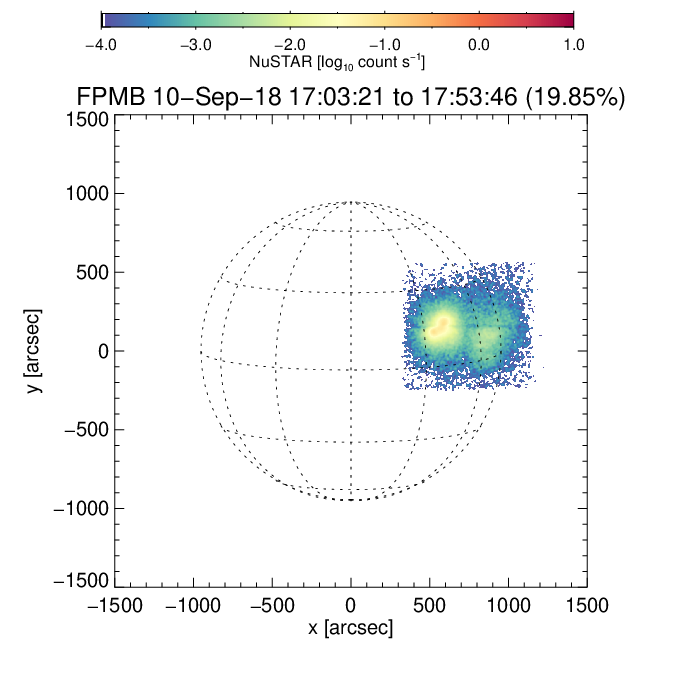 −4.0 −3.0 −2.0 −1.0 0.0 1.0
NuSTAR [log₁₀ count s⁻¹]
FPMB 10−Sep−18 17:03:21 to 17:53:46 (19.85%)
1500
1000
500
0
−500
−1000
−1500
y [arcsec]
−1500 −1000 −500 0 500 1000 1500
x [arcsec]